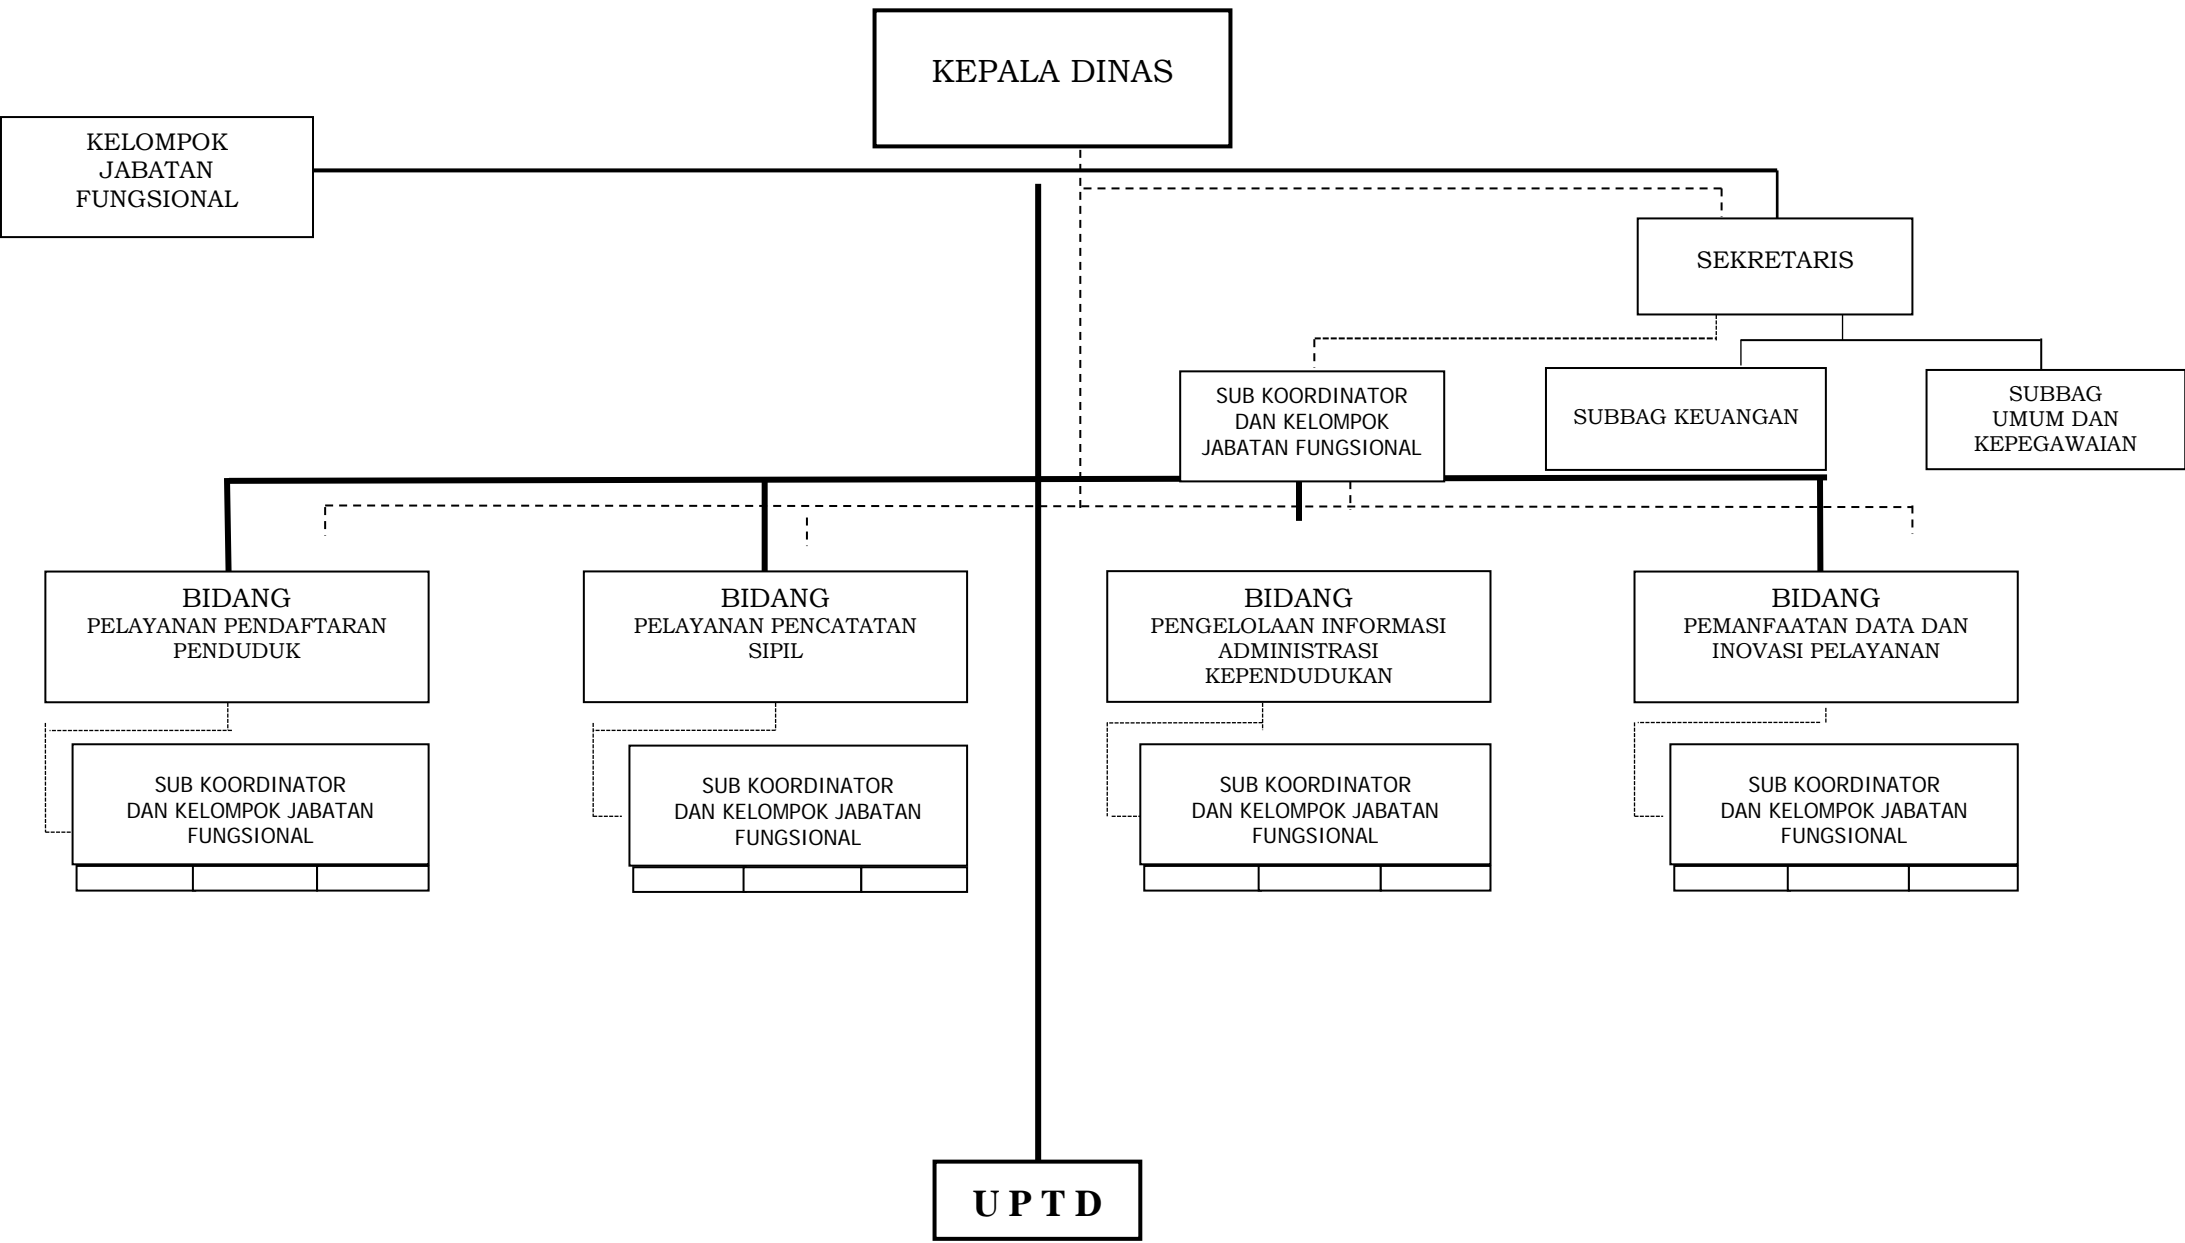 KEPALA DINAS
KELOMPOK
JABATAN
FUNGSIONAL
SEKRETARIS
SUB KOORDINATOR
DAN KELOMPOK
JABATAN FUNGSIONAL
SUBBAG KEUANGAN
SUBBAG
UMUM DAN
KEPEGAWAIAN
BIDANG
PELAYANAN PENDAFTARAN
PENDUDUK
BIDANG
PELAYANAN PENCATATAN
SIPIL
BIDANG
PENGELOLAAN INFORMASI
ADMINISTRASI
KEPENDUDUKAN
BIDANG
PEMANFAATAN DATA DAN
INOVASI PELAYANAN
SUB KOORDINATOR
DAN KELOMPOK JABATAN
FUNGSIONAL
SUB KOORDINATOR
DAN KELOMPOK JABATAN
FUNGSIONAL
SUB KOORDINATOR
DAN KELOMPOK JABATAN
FUNGSIONAL
SUB KOORDINATOR
DAN KELOMPOK JABATAN
FUNGSIONAL
U P T D